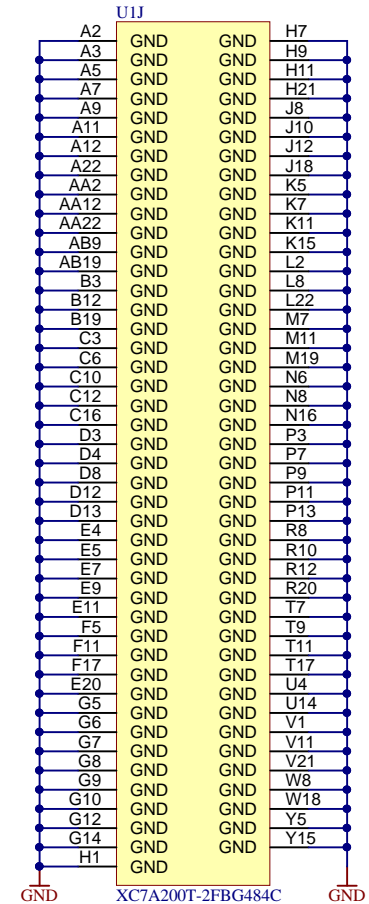 U1J
A2 GND GND H7
A3 GND GND H9
A5 GND GND H11
A7 GND GND H21
A9 GND GND J8
A11 GND GND J10
A12 GND GND J12
A22 GND GND J18
AA2 GND GND K5
AA12 GND GND K7
AA22 GND GND K11
AB9 GND GND K15
AB19 GND GND L2
B3 GND GND L8
B12 GND GND L22
B19 GND GND M7
C3 GND GND M11
C6 GND GND M19
C10 GND GND N6
C12 GND GND N8
C16 GND GND N16
D3 GND GND P3
D4 GND GND P7
D8 GND GND P9
D12 GND GND P11
D13 GND GND P13
E4 GND GND R8
E5 GND GND R10
E7 GND GND R12
E9 GND GND R20
E11 GND GND T7
F5 GND GND T9
F11 GND GND T11
F17 GND GND T17
E20 GND GND U4
G5 GND GND U14
G6 GND GND V1
G7 GND GND V11
G8 GND GND V21
G9 GND GND W8
G10 GND GND W18
G12 GND GND Y5
G14 GND GND Y15
H1 GND
GND XC7A200T-2FBG484C GND